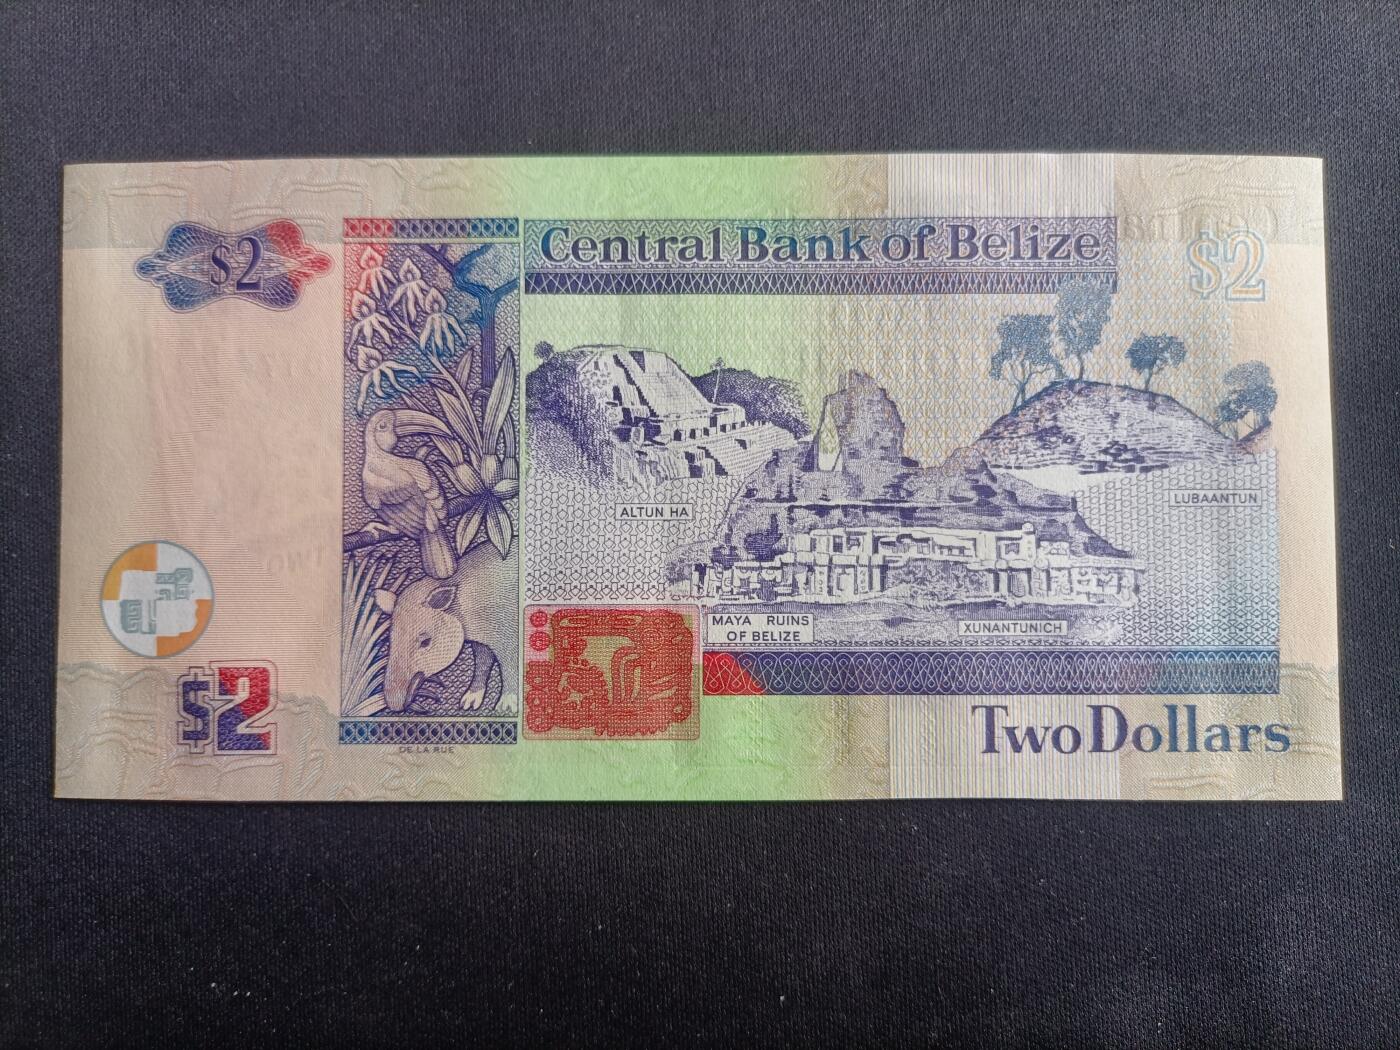 $2
Central Bank of Belize
$2
ALTUN HA
LUBAANTUN
MAYA RUINS
OF BELIZE
XUNANTUNICH
$2
Two Dollars
DE LA RUE